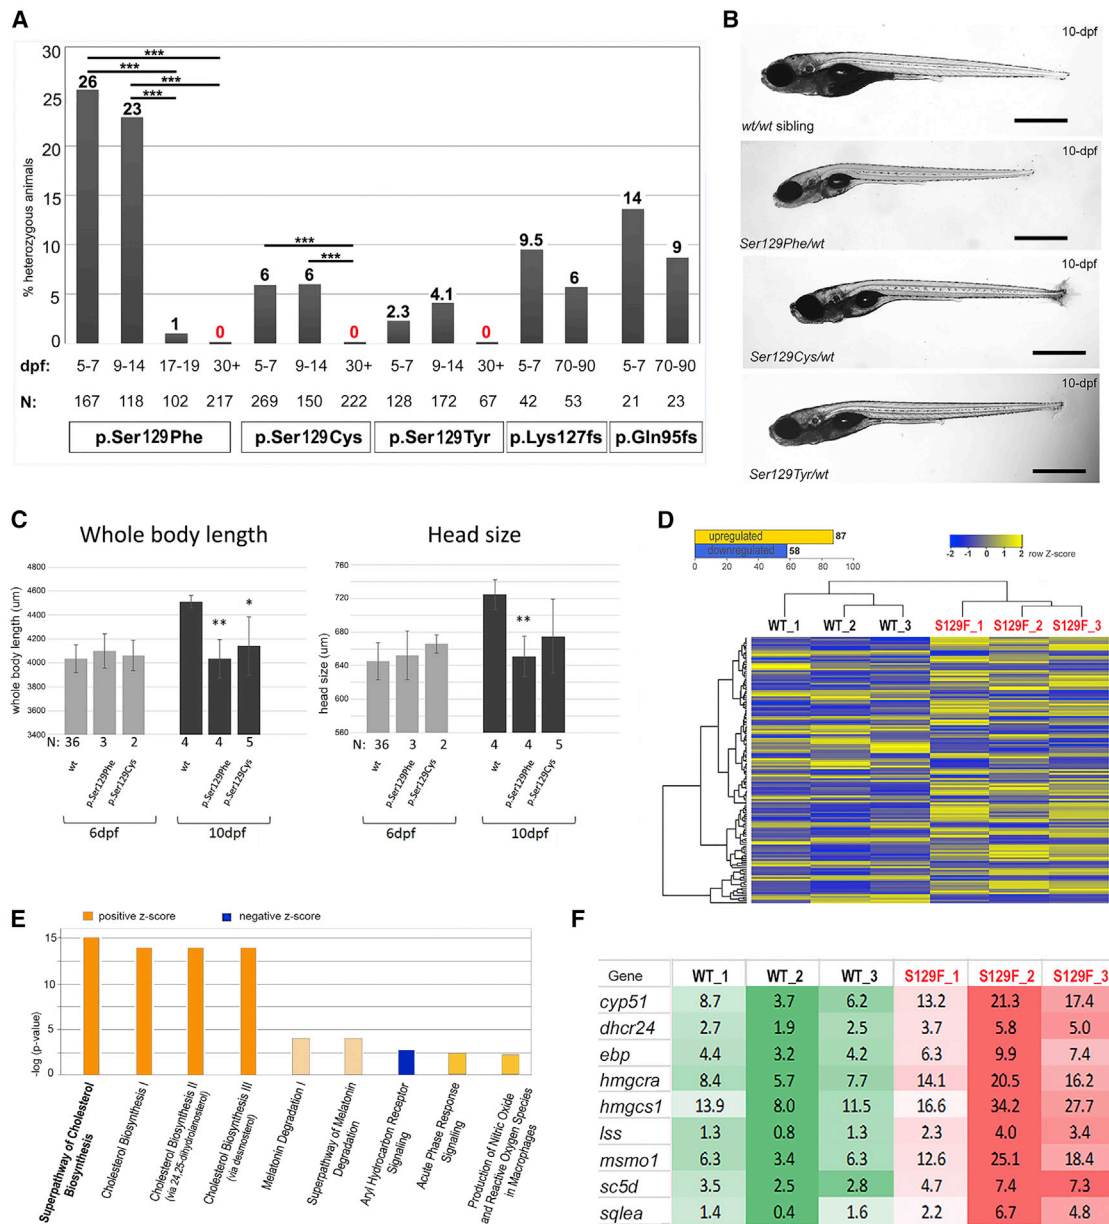 A
30
25
20
15
10
5
0
% heterozygous animals
***
***
***
***
26
23
1
0
***
***
6
6
0
2.3
4.1
0
9.5
6
14
9
dpf: 5-7 9-14 17-19 30+ 5-7 9-14 30+ 5-7 9-14 30+ 5-7 70-90 5-7 70-90
N: 167 118 102 217 269 150 222 128 172 67 42 53 21 23
p.Ser129Phe p.Ser129Cys p.Ser129Tyr p.Lys127fs p.Gln95fs
B
10-dpf
wt/wt sibling
10-dpf
Ser129Phe/wt
10-dpf
Ser129Cys/wt
10-dpf
Ser129Tyr/wt
C
Whole body length
whole body length (um)
4800
4600
4400
4200
4000
3800
3600
3400
** *
N: 36 3 2 4 4 5
wt p.Ser129Phe p.Ser129Cys wt p.Ser129Phe p.Ser129Cys
6dpf 10dpf
Head size
head size (um)
760
720
680
640
600
560
**
N: 36 3 2 4 4 5
wt p.Ser129Phe p.Ser129Cys wt p.Ser129Phe p.Ser129Cys
6dpf 10dpf
D
upregulated 87
downregulated 58
0 20 40 60 80 100
-2 -1 0 1 2 row Z-score
WT_1 WT_2 WT_3 S129F_1 S129F_2 S129F_3
E
positive z-score negative z-score
-log (p-value)
15
10
5
0
Superpathway of Cholesterol
Biosynthesis
Cholesterol Biosynthesis I
Cholesterol Biosynthesis II
(via 24,25-dihydrolanosterol)
Cholesterol Biosynthesis III
(via desmosterol)
Melatonin Degradation I
Superpathway of Melatonin
Degradation
Aryl Hydrocarbon Receptor
Signaling
Acute Phase Response
Signaling
Production of Nitric Oxide
and Reactive Oxygen Species
in Macrophages
F
Gene WT_1 WT_2 WT_3 S129F_1 S129F_2 S129F_3
cyp51 8.7 3.7 6.2 13.2 21.3 17.4
dhcr24 2.7 1.9 2.5 3.7 5.8 5.0
ebp 4.4 3.2 4.2 6.3 9.9 7.4
hmgcra 8.4 5.7 7.7 14.1 20.5 16.2
hmgcs1 13.9 8.0 11.5 16.6 34.2 27.7
lss 1.3 0.8 1.3 2.3 4.0 3.4
msmo1 6.3 3.4 6.3 12.6 25.1 18.4
sc5d 3.5 2.5 2.8 4.7 7.4 7.3
sqlea 1.4 0.4 1.6 2.2 6.7 4.8